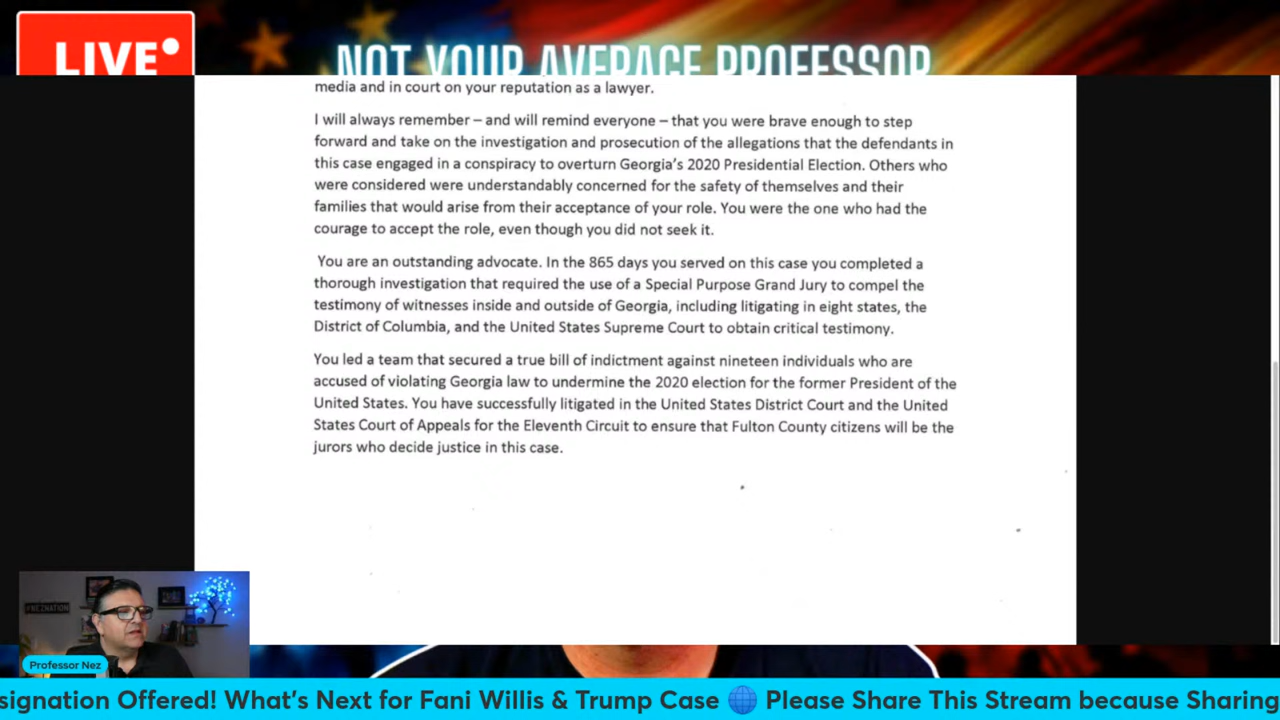 LIVE
NOT YOUR AVERAGE PROFESSOR
media and in court on your reputation as a lawyer.
I will always remember – and will remind everyone – that you were brave enough to step
forward and take on the investigation and prosecution of the allegations that the defendants in
this case engaged in a conspiracy to overturn Georgia's 2020 Presidential Election. Others who
were considered were understandably concerned for the safety of themselves and their
families that would arise from their acceptance of your role. You were the one who had the
courage to accept the role, even though you did not seek it.
You are an outstanding advocate. In the 865 days you served on this case you completed a
thorough investigation that required the use of a Special Purpose Grand Jury to compel the
testimony of witnesses inside and outside of Georgia, including litigating in eight states, the
District of Columbia, and the United States Supreme Court to obtain critical testimony.
You led a team that secured a true bill of indictment against nineteen individuals who are
accused of violating Georgia law to undermine the 2020 election for the former President of the
United States. You have successfully litigated in the United States District Court and the United
States Court of Appeals for the Eleventh Circuit to ensure that Fulton County citizens will be the
jurors who decide justice in this case.
#NEZNATION
Professor Nez
signation Offered! What's Next for Fani Willis & Trump Case 🌐 Please Share This Stream because Sharing